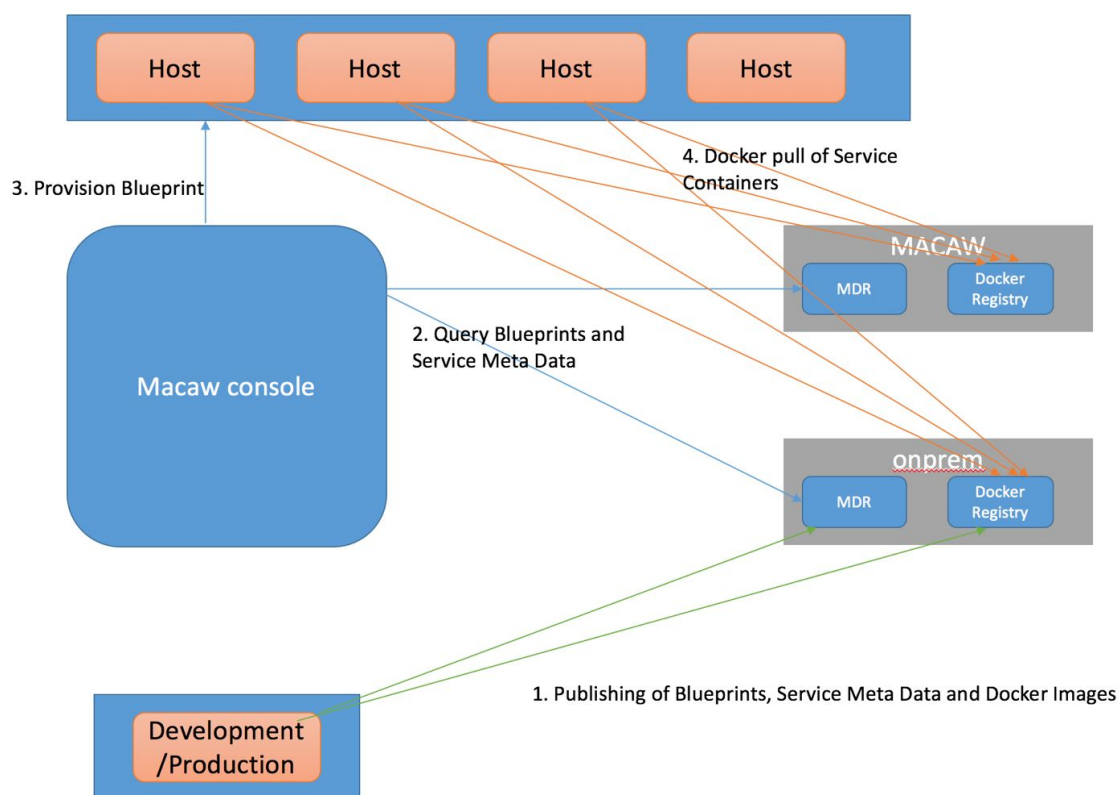 Host
Host
Host
Host
4. Docker pull of Service
Containers
3. Provision Blueprint
MACAW
MDR
Docker
Registry
2. Query Blueprints and
Service Meta Data
Macaw console
onprem
MDR
Docker
Registry
1. Publishing of Blueprints, Service Meta Data and Docker Images
Development
/Production